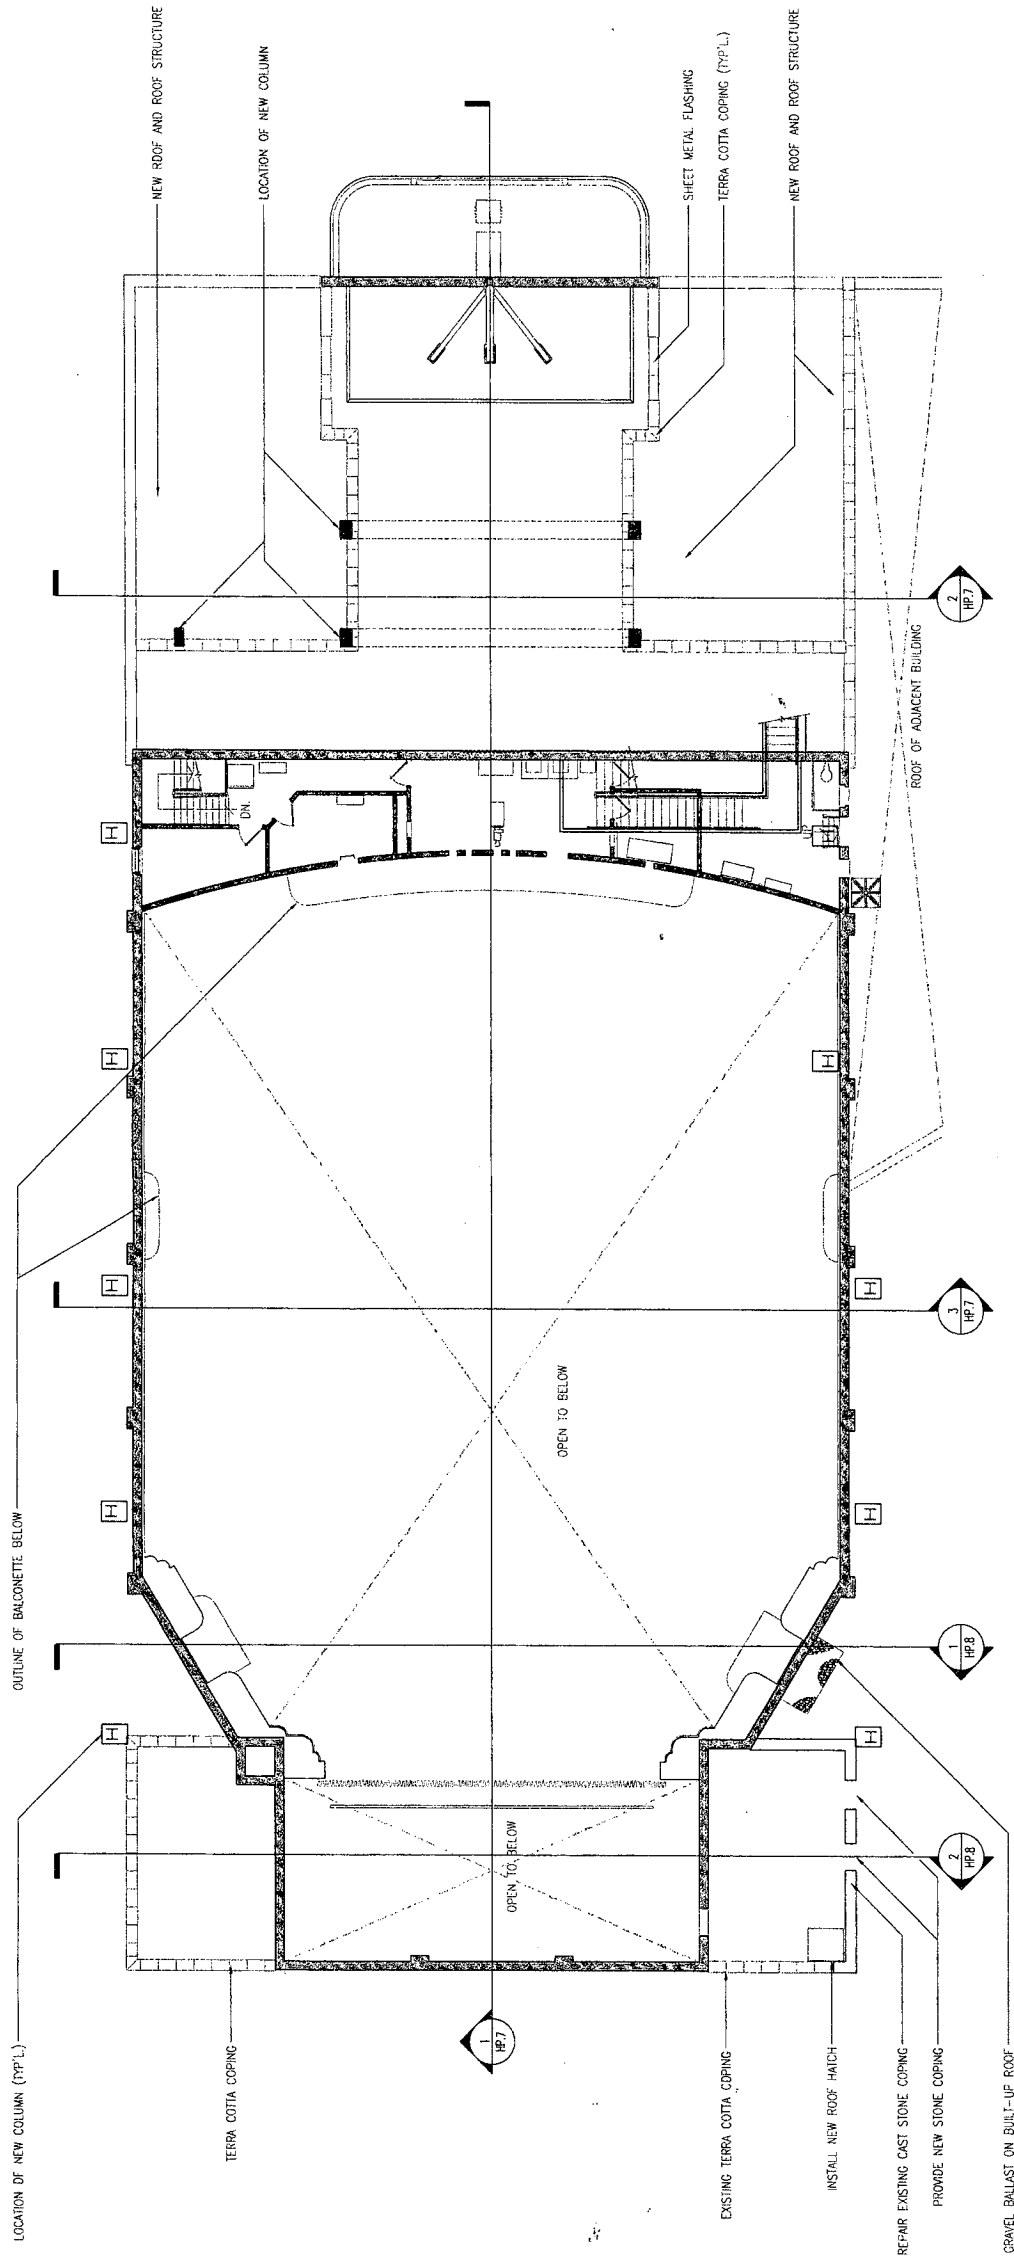 NEW ROOF AND ROOF STRUCTURE
LOCATION OF NEW COLUMN
SHEET METAL FLASHING
TERRA COTTA COPING (TYP'L.)
NEW ROOF AND ROOF STRUCTURE
2
HP.7
ROOF OF ADJACENT BUILDING
DN.
H
H
H
H
H
H
H
H
H
3
HP.7
OPEN TO BELOW
OUTLINE OF BALCONETTE BELOW
1
HP.8
2
HP.8
OPEN TO BELOW
1
HP.7
LOCATION OF NEW COLUMN (TYP'L.)
TERRA COTTA COPING
EXISTING TERRA COTTA COPING
INSTALL NEW ROOF HATCH
REPAIR EXISTING CAST STONE COPING
PROVIDE NEW STONE COPING
GRAVEL BALLAST ON BUILT-UP ROOF